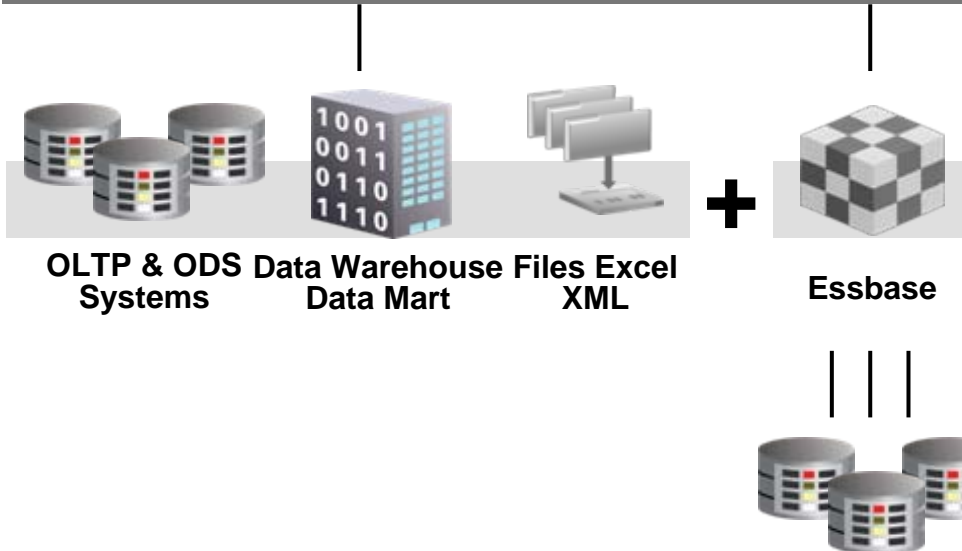 1001
0011
0110
1110
OLTP & ODS
Systems
Data Warehouse
Data Mart
Files Excel
XML
Essbase